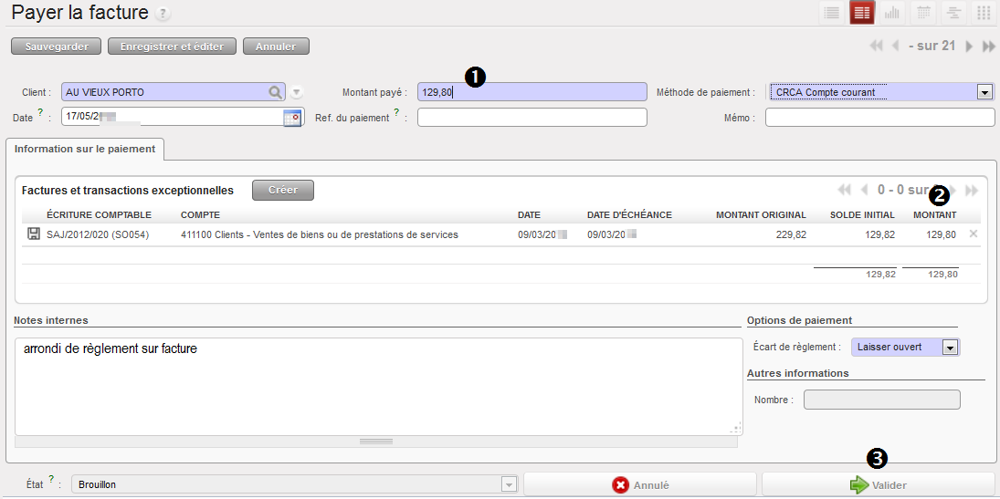 Payer la facture ?
Sauvegarder Enregistrer et éditer Annuler - sur 21
❶
Client : AU VIEUX PORTO Montant payé : 129,80 Méthode de paiement : CRCA Compte courant
Date ? : 17/05/2 Ref. du paiement ? : Mémo :
Information sur le paiement
Factures et transactions exceptionnelles Créer 0 - 0 sur
❷
ÉCRITURE COMPTABLE COMPTE DATE DATE D'ÉCHÉANCE MONTANT ORIGINAL SOLDE INITIAL MONTANT
SAJ/2012/020 (SO054) 411100 Clients - Ventes de biens ou de prestations de services 09/03/20 09/03/20 229,82 129,82 129,80
129,82 129,80
Notes internes Options de paiement
arrondi de règlement sur facture
Écart de règlement : Laisser ouvert
Autres informations
Nombre :
❸
État ? : Brouillon Annulé Valider